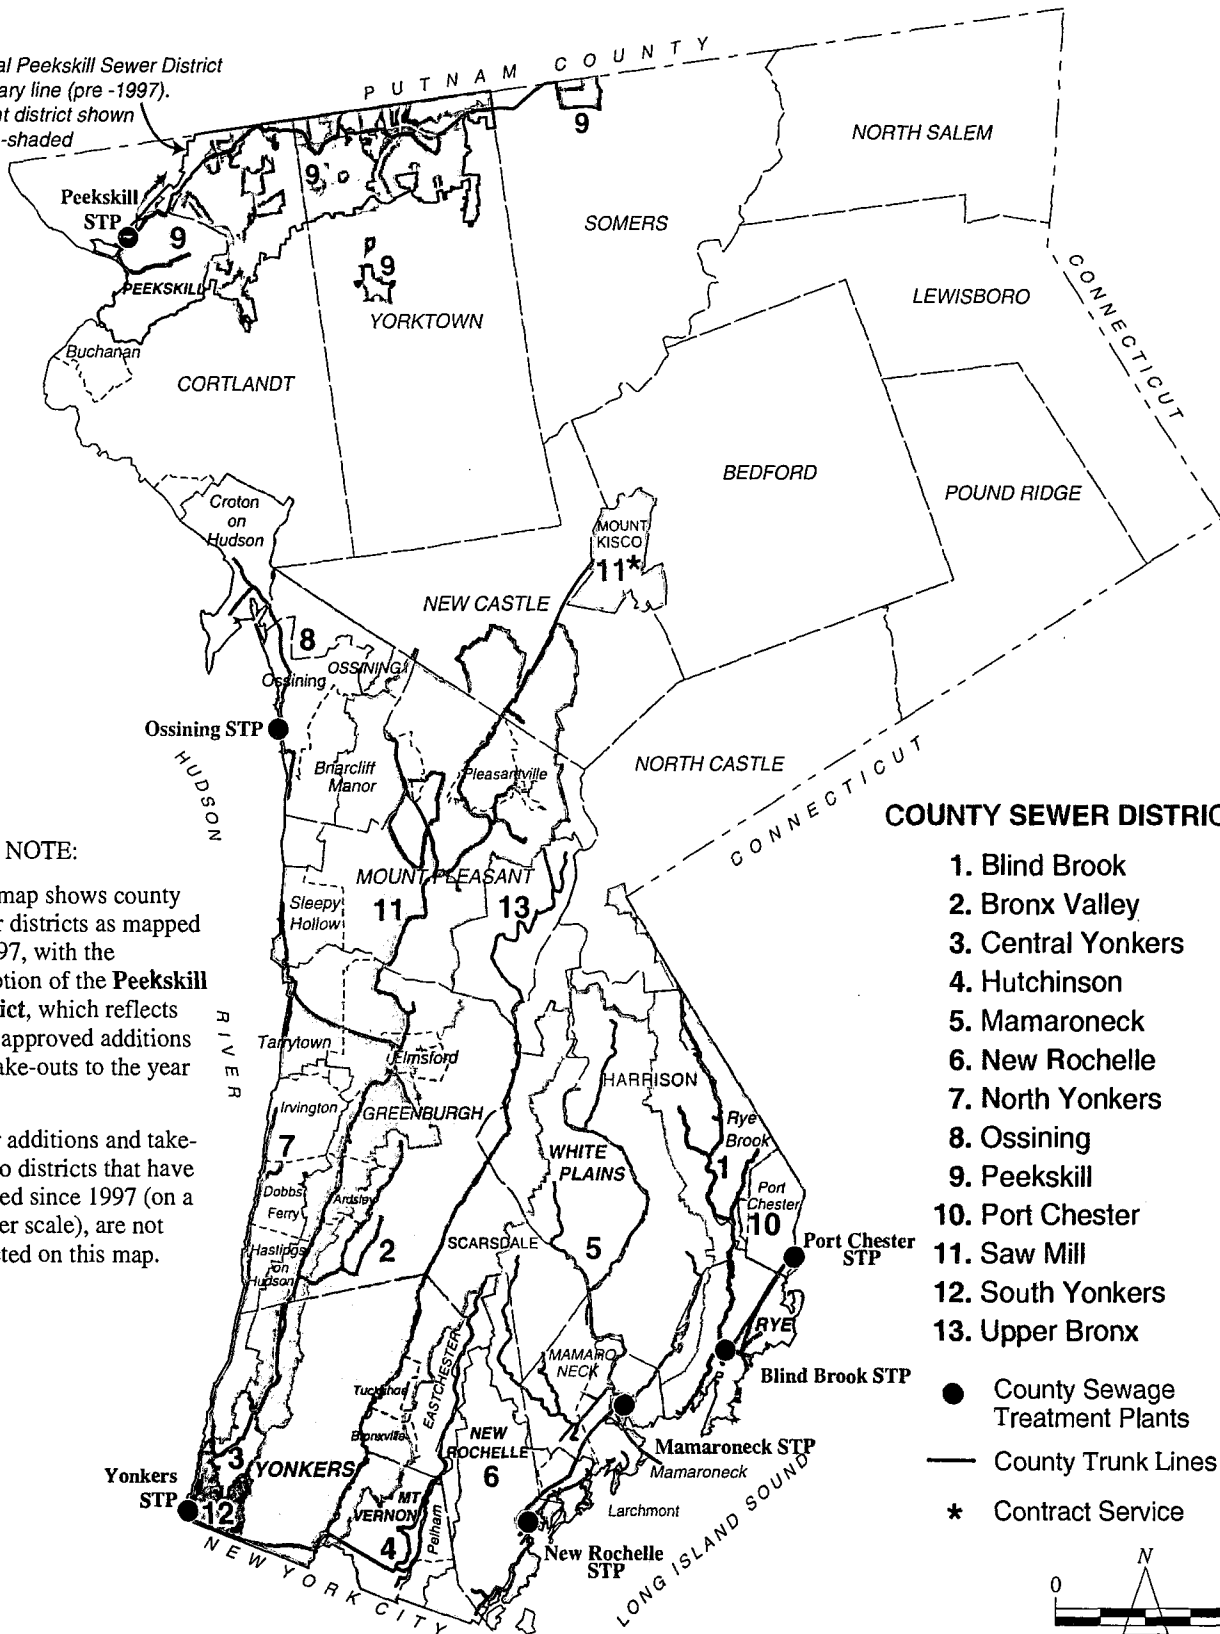 al Peekskill Sewer District
ary line (pre -1997).
nt district shown
-shaded
PUTNAM COUNTY
9
NORTH SALEM
Peekskill
STP
9
9
SOMERS
PEEKSKILL
9
YORKTOWN
LEWISBORO
CONNECTICUT
Buchanan
CORTLANDT
BEDFORD
POUND RIDGE
Croton
on
Hudson
MOUNT
KISCO
11*
NEW CASTLE
8
OSSINING
Ossining
Ossining STP
HUDSON
Briarcliff
Manor
Pleasantville
NORTH CASTLE
CONNECTICUT
NOTE:
map shows county
r districts as mapped
97, with the
ption of the Peekskill
rict, which reflects
approved additions
ake-outs to the year
r additions and take-
o districts that have
ed since 1997 (on a
er scale), are not
cted on this map.
MOUNT PLEASANT
Sleepy
Hollow
11
13
RIVER
Tarrytown
Elmsford
HARRISON
Irvington
GREENBURGH
7
WHITE
PLAINS
Rye
Brook
1
Dobbs
Ferry
Ardsley
Port
Chester
10
Hastings
on
Hudson
2
SCARSDALE
5
Port Chester
STP
RYE
Blind Brook STP
MAMARO
NECK
EASTCHESTER
Tuckahoe
Bronxville
NEW
ROCHELLE
6
Mamaroneck STP
Mamaroneck
Larchmont
3
YONKERS
Yonkers
STP
12
MT
VERNON
4
Pelham
New Rochelle
STP
NEW YORK CITY
LONG ISLAND SOUND
COUNTY SEWER DISTRIC
1. Blind Brook
2. Bronx Valley
3. Central Yonkers
4. Hutchinson
5. Mamaroneck
6. New Rochelle
7. North Yonkers
8. Ossining
9. Peekskill
10. Port Chester
11. Saw Mill
12. South Yonkers
13. Upper Bronx
County Sewage
Treatment Plants
County Trunk Lines
* Contract Service
N
0